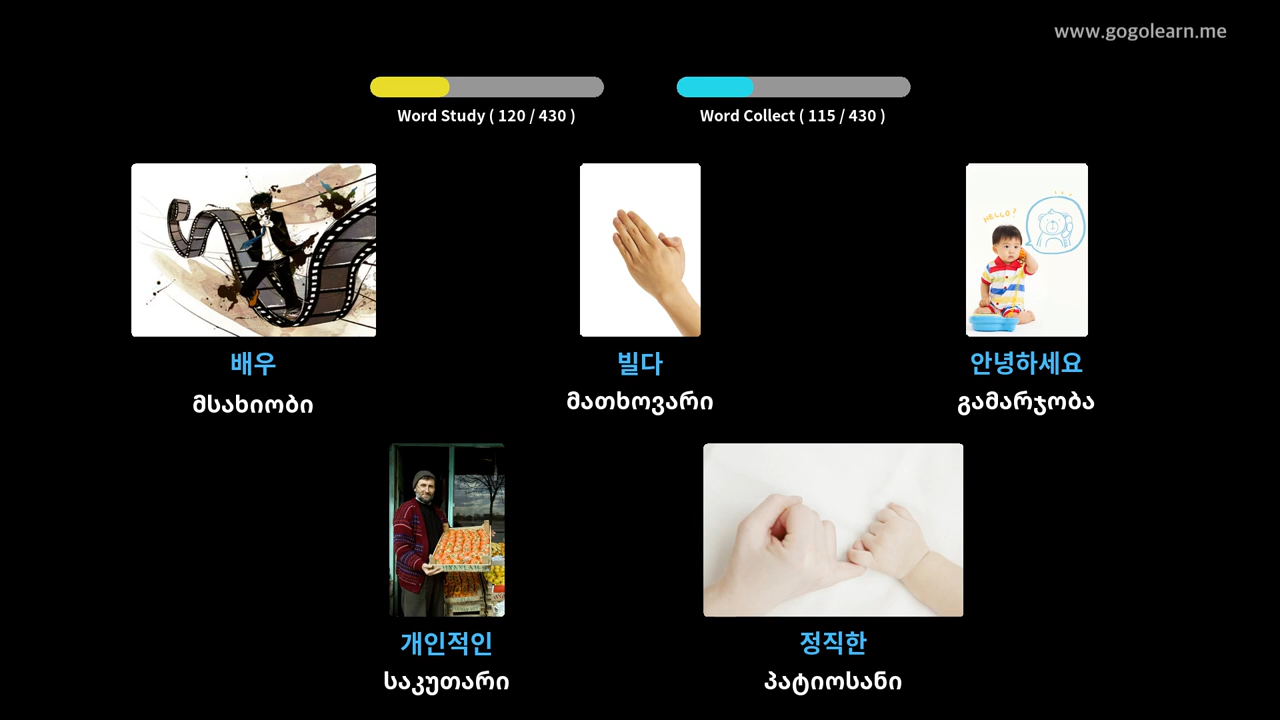 www.gogolearn.me
Word Study ( 120 / 430 )
Word Collect ( 115 / 430 )
HELLO?
배우
მსახიობი
빌다
მათხოვარი
안녕하세요
გამარჯობა
개인적인
საკუთარი
정직한
პატიოსანი